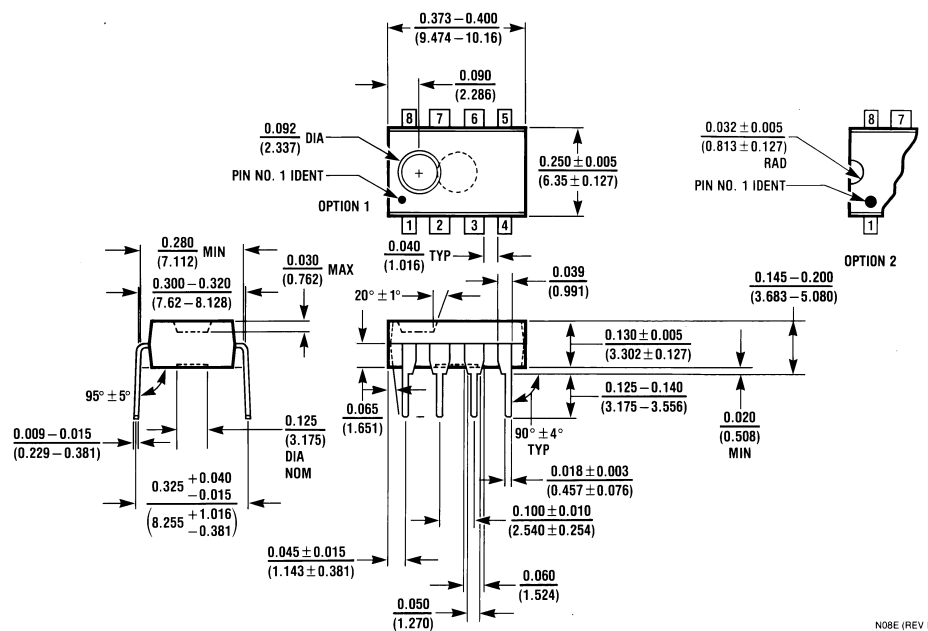 0.373 – 0.400
(9.474 – 10.16)
0.090
(2.286)
8 7 6 5
0.092 DIA
(2.337)
+
PIN NO. 1 IDENT
OPTION 1
0.250 ± 0.005
(6.35 ± 0.127)
1 2 3 4
0.032 ± 0.005
(0.813 ± 0.127)
RAD
PIN NO. 1 IDENT
8 7
1
OPTION 2
0.280 MIN
(7.112)
0.300 – 0.320
(7.62 – 8.128)
0.030 MAX
(0.762)
0.040 TYP
(1.016)
0.039
(0.991)
20° ± 1°
0.145 – 0.200
(3.683 – 5.080)
0.130 ± 0.005
(3.302 ± 0.127)
0.125 – 0.140
(3.175 – 3.556)
0.020
(0.508)
MIN
95° ± 5°
0.009 – 0.015
(0.229 – 0.381)
0.125
(3.175)
DIA
NOM
0.065
(1.651)
90° ± 4°
TYP
0.018 ± 0.003
(0.457 ± 0.076)
0.325 +0.040
−0.015
(8.255 +1.016
−0.381)
0.100 ± 0.010
(2.540 ± 0.254)
0.045 ± 0.015
(1.143 ± 0.381)
0.060
(1.524)
0.050
(1.270)
N08E (REV